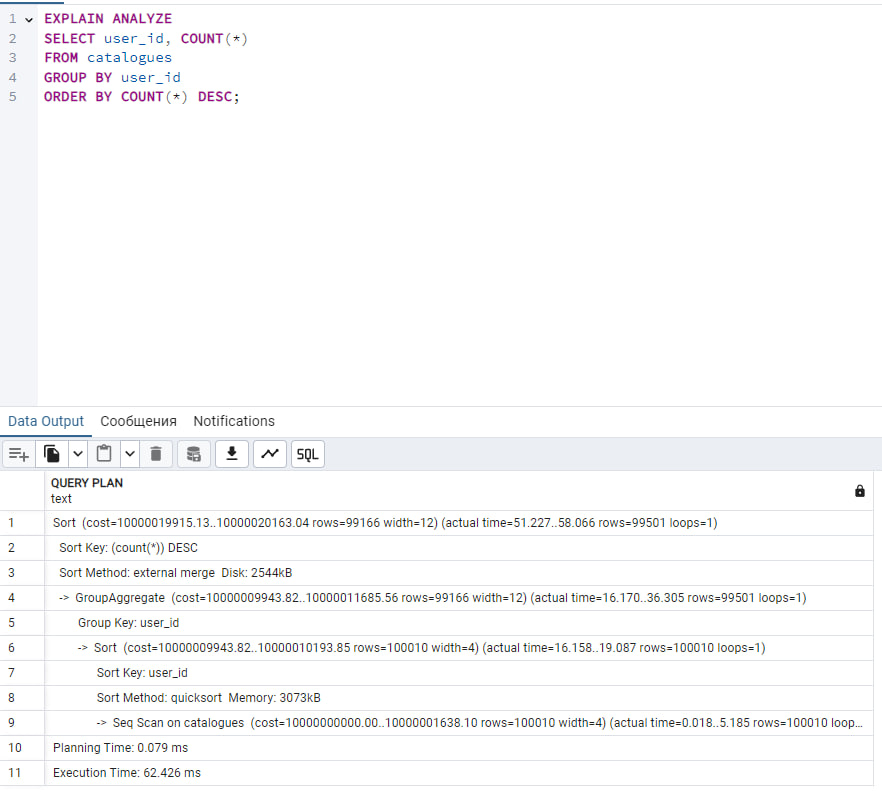 1 EXPLAIN ANALYZE
2 SELECT user_id, COUNT(*)
3 FROM catalogues
4 GROUP BY user_id
5 ORDER BY COUNT(*) DESC;
Data Output Сообщения Notifications
SQL
QUERY PLAN
text
1 Sort (cost=10000019915.13..10000020163.04 rows=99166 width=12) (actual time=51.227..58.066 rows=99501 loops=1)
2 Sort Key: (count(*)) DESC
3 Sort Method: external merge Disk: 2544kB
4 -> GroupAggregate (cost=10000009943.82..10000011685.56 rows=99166 width=12) (actual time=16.170..36.305 rows=99501 loops=1)
5 Group Key: user_id
6 -> Sort (cost=10000009943.82..10000010193.85 rows=100010 width=4) (actual time=16.158..19.087 rows=100010 loops=1)
7 Sort Key: user_id
8 Sort Method: quicksort Memory: 3073kB
9 -> Seq Scan on catalogues (cost=10000000000.00..10000001638.10 rows=100010 width=4) (actual time=0.018..5.185 rows=100010 loop...
10 Planning Time: 0.079 ms
11 Execution Time: 62.426 ms